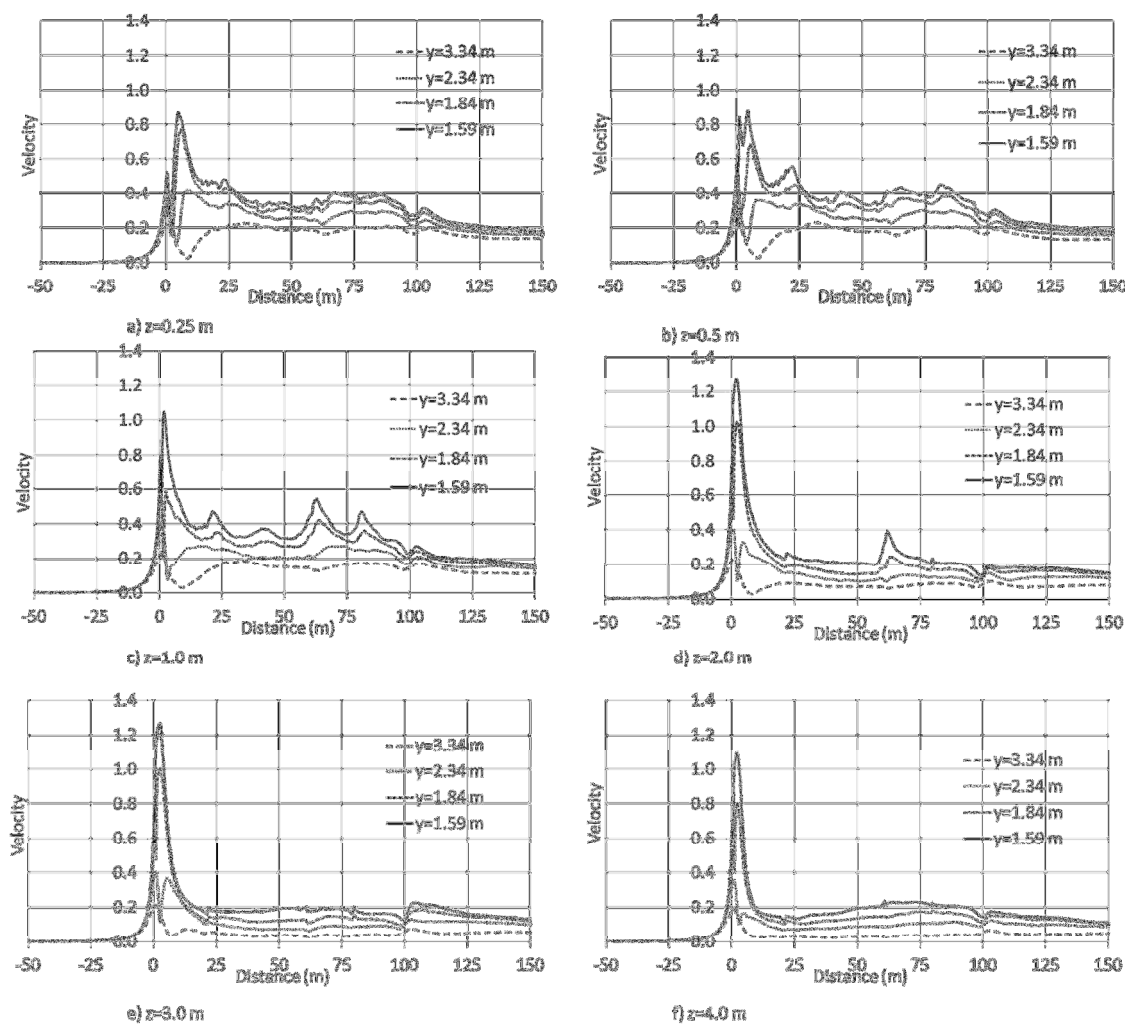 1.4
1.2
1.0
0.8
0.6
0.4
0.2
0.0
Velocity
y=3.34 m
y=2.34 m
y=1.84 m
y=1.59 m
-50 -25 0 25 50 75 100 125 150
Distance (m)
a) z=0.25 m
1.4
1.2
1.0
0.8
0.6
0.4
0.2
0.0
Velocity
y=3.34 m
y=2.34 m
y=1.84 m
y=1.59 m
-50 -25 0 25 50 75 100 125 150
Distance (m)
b) z=0.5 m
1.4
1.2
1.0
0.8
0.6
0.4
0.2
0.0
Velocity
y=3.34 m
y=2.34 m
y=1.84 m
y=1.59 m
-50 -25 0 25 50 75 100 125 150
Distance (m)
c) z=1.0 m
1.4
1.2
1.0
0.8
0.6
0.4
0.2
0.0
Velocity
y=3.34 m
y=2.34 m
y=1.84 m
y=1.59 m
-50 -25 0 25 50 75 100 125 150
Distance (m)
d) z=2.0 m
1.4
1.2
1.0
0.8
0.6
0.4
0.2
0.0
Velocity
y=3.34 m
y=2.34 m
y=1.84 m
y=1.59 m
-50 -25 0 25 50 75 100 125 150
Distance (m)
e) z=3.0 m
1.4
1.2
1.0
0.8
0.6
0.4
0.2
0.0
Velocity
y=3.34 m
y=2.34 m
y=1.84 m
y=1.59 m
-50 -25 0 25 50 75 100 125 150
Distance (m)
f) z=4.0 m